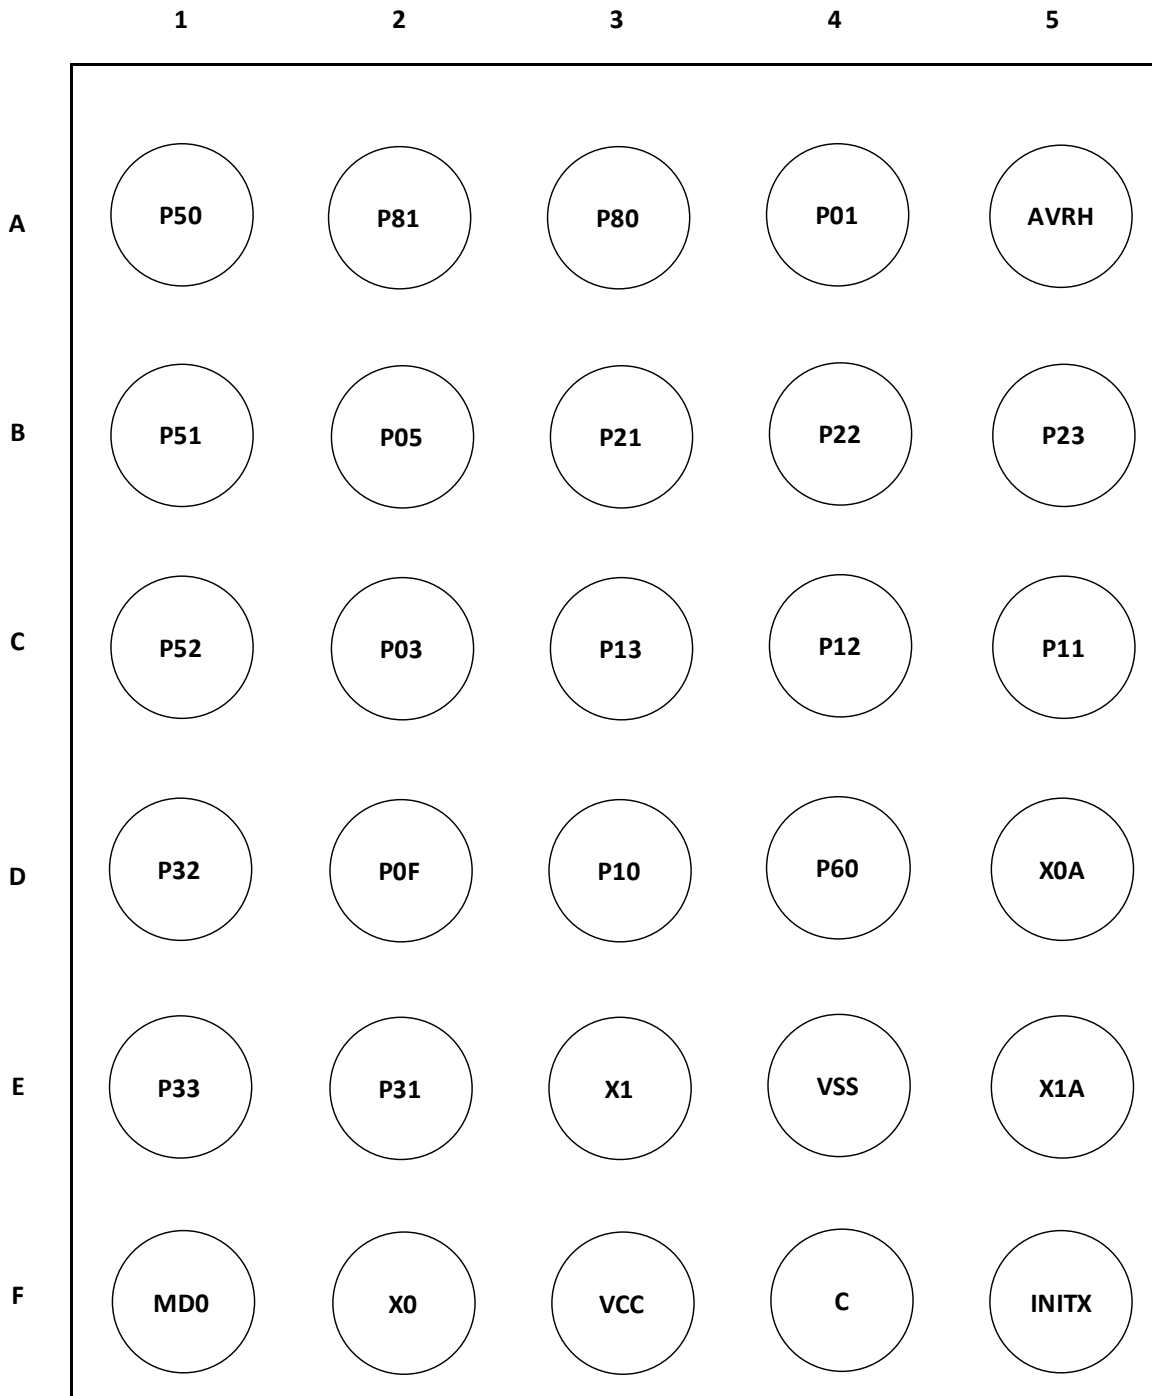 1 2 3 4 5
A P50 P81 P80 P01 AVRH
B P51 P05 P21 P22 P23
C P52 P03 P13 P12 P11
D P32 P0F P10 P60 X0A
E P33 P31 X1 VSS X1A
F MD0 X0 VCC C INITX